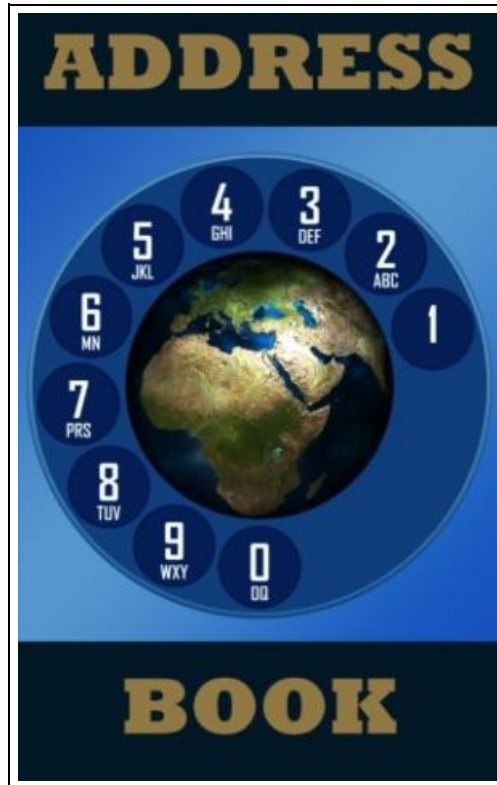 ADDRESS
4
GHI
3
DEF
5
JKL
2
ABC
6
MN
1
7
PRS
8
TUV
9
WXY
0
OQ
BOOK